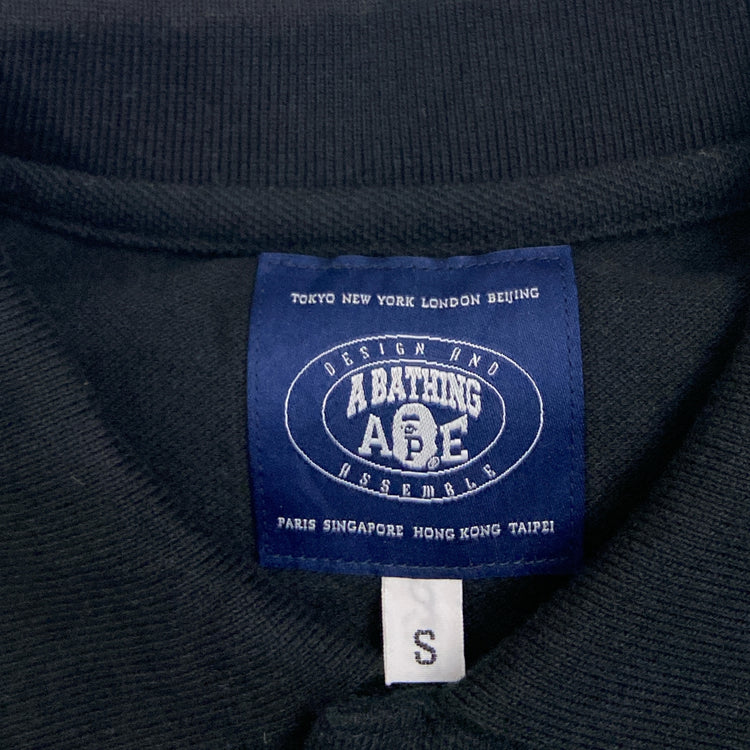 TOKYO NEW YORK LONDON BEIJING
DESIGN AND
A BATHING
APE®
ASSEMBLE
PARIS SINGAPORE HONG KONG TAIPEI
S